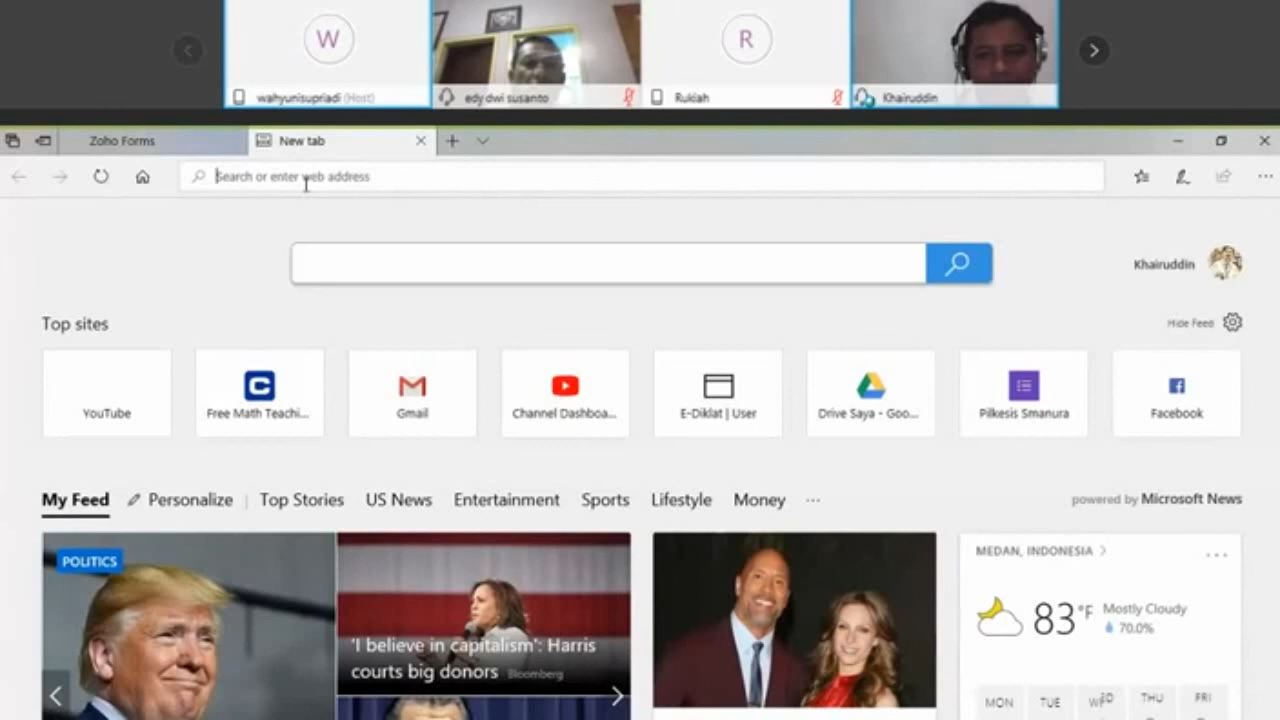 W
R
wahyunisupriadi (Host)
edy dwi susanto
Rukiah
Khairuddin
Zoho Forms
New tab
Search or enter web address
Khairuddin
Top sites
Hide Feed
YouTube
Free Math Teachi...
Gmail
Channel Dashboa...
E-Diklat | User
Drive Saya - Goo...
Pilkesis Smanura
Facebook
My Feed
Personalize
Top Stories
US News
Entertainment
Sports
Lifestyle
Money
...
powered by Microsoft News
POLITICS
'I believe in capitalism': Harris
courts big donors Bloomberg
MEDAN, INDONESIA
83 °F
Mostly Cloudy
70.0%
MON
TUE
THU
FRI